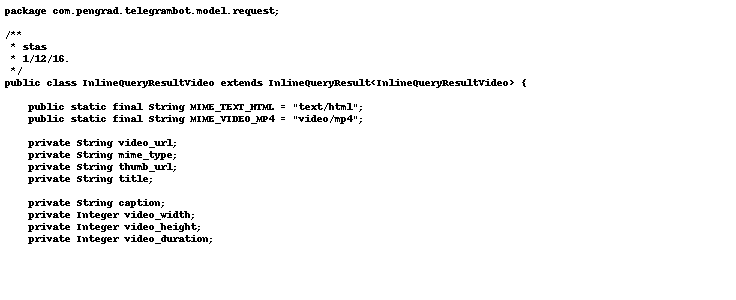 package com.pengrad.telegrambot.model.request;

/**
 * stas
 * 1/12/16.
 */
public class InlineQueryResultVideo extends InlineQueryResult<InlineQueryResultVideo> {

    public static final String MIME_TEXT_HTML = "text/html";
    public static final String MIME_VIDEO_MP4 = "video/mp4";

    private String video_url;
    private String mime_type;
    private String thumb_url;
    private String title;

    private String caption;
    private Integer video_width;
    private Integer video_height;
    private Integer video_duration;